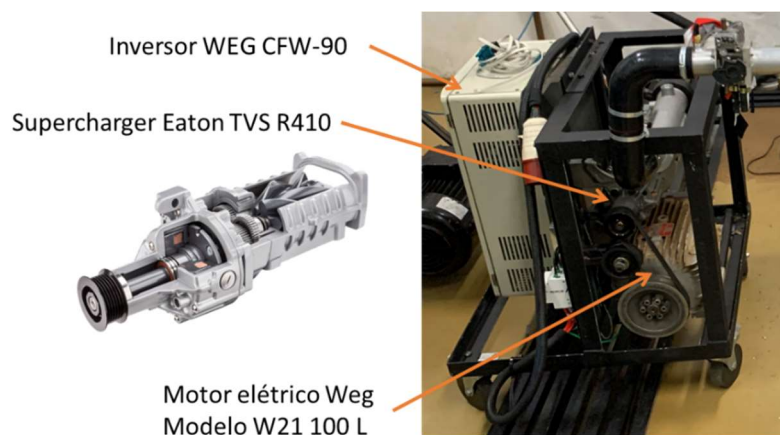 Inversor WEG CFW-90
Supercharger Eaton TVS R410
Motor elétrico Weg
Modelo W21 100 L